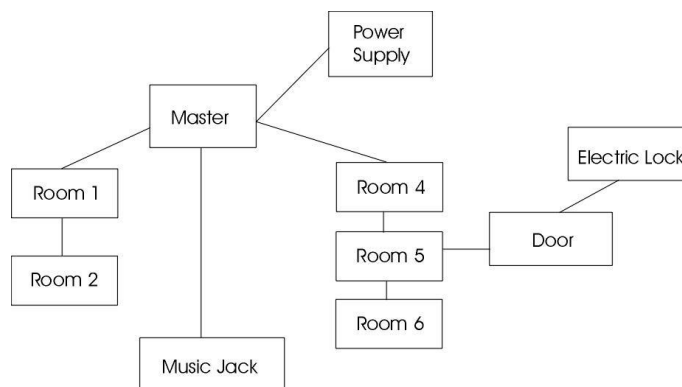 Power
Supply
Master
Electric Lock
Room 1
Room 4
Room 5
Door
Room 2
Room 6
Music Jack